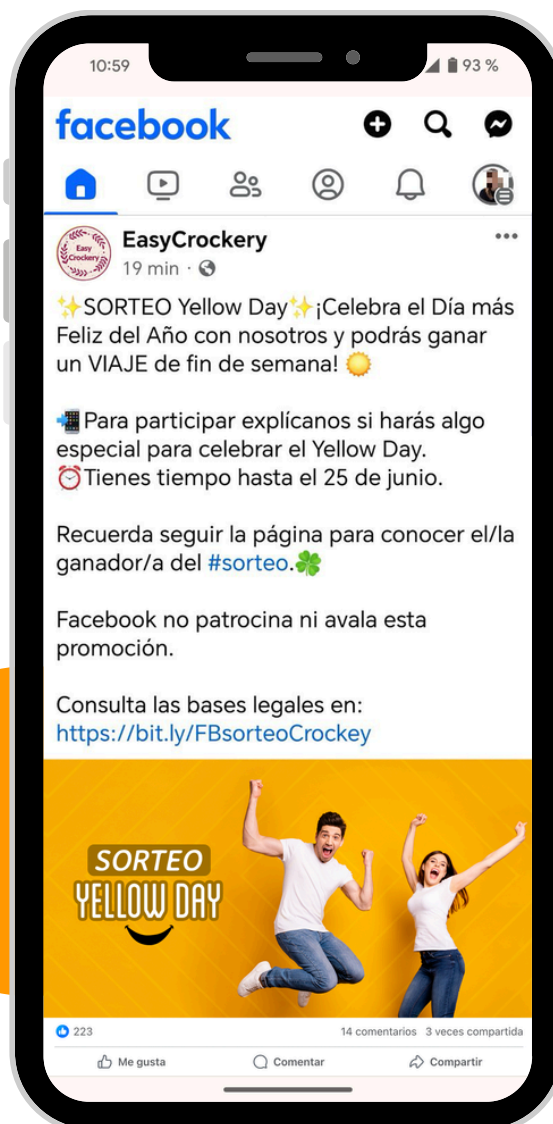 10:59
93 %
facebook
Easy
Crockery
EasyCrockery
19 min ·
✨SORTEO Yellow Day✨¡Celebra el Día más
Feliz del Año con nosotros y podrás ganar
un VIAJE de fin de semana! 🌞
📲Para participar explícanos si harás algo
especial para celebrar el Yellow Day.
⏰Tienes tiempo hasta el 25 de junio.
Recuerda seguir la página para conocer el/la
ganador/a del #sorteo.🍀
Facebook no patrocina ni avala esta
promoción.
Consulta las bases legales en:
https://bit.ly/FBsorteoCrockey
SORTEO
YELLOW DAY
223
14 comentarios 3 veces compartida
Me gusta
Comentar
Compartir